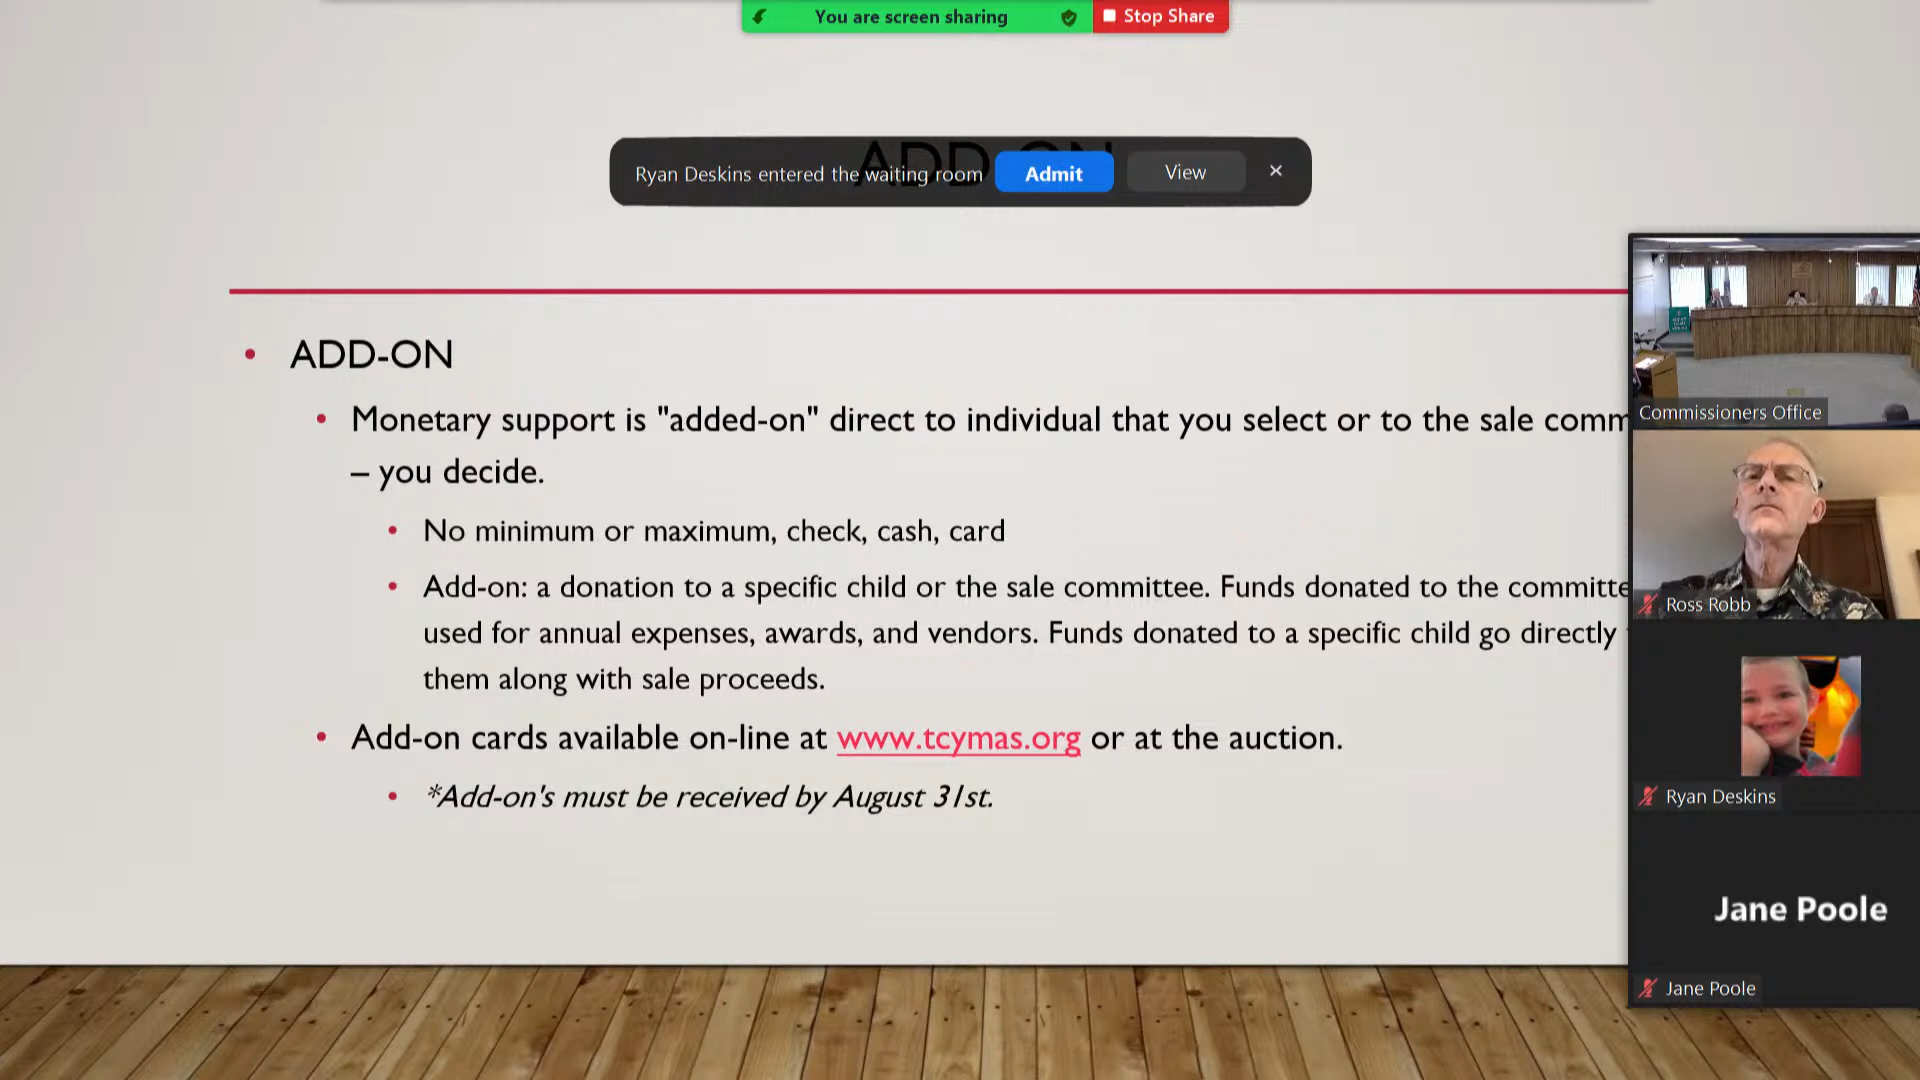 You are screen sharing
Stop Share
ADD-ON
Ryan Deskins entered the waiting room
Admit
View
• ADD-ON
• Monetary support is "added-on" direct to individual that you select or to the sale comm
– you decide.
• No minimum or maximum, check, cash, card
• Add-on: a donation to a specific child or the sale committee. Funds donated to the committe
used for annual expenses, awards, and vendors. Funds donated to a specific child go directly
them along with sale proceeds.
• Add-on cards available on-line at www.tcymas.org or at the auction.
• *Add-on's must be received by August 31st.
Commissioners Office
Ross Robb
Ryan Deskins
Jane Poole
Jane Poole